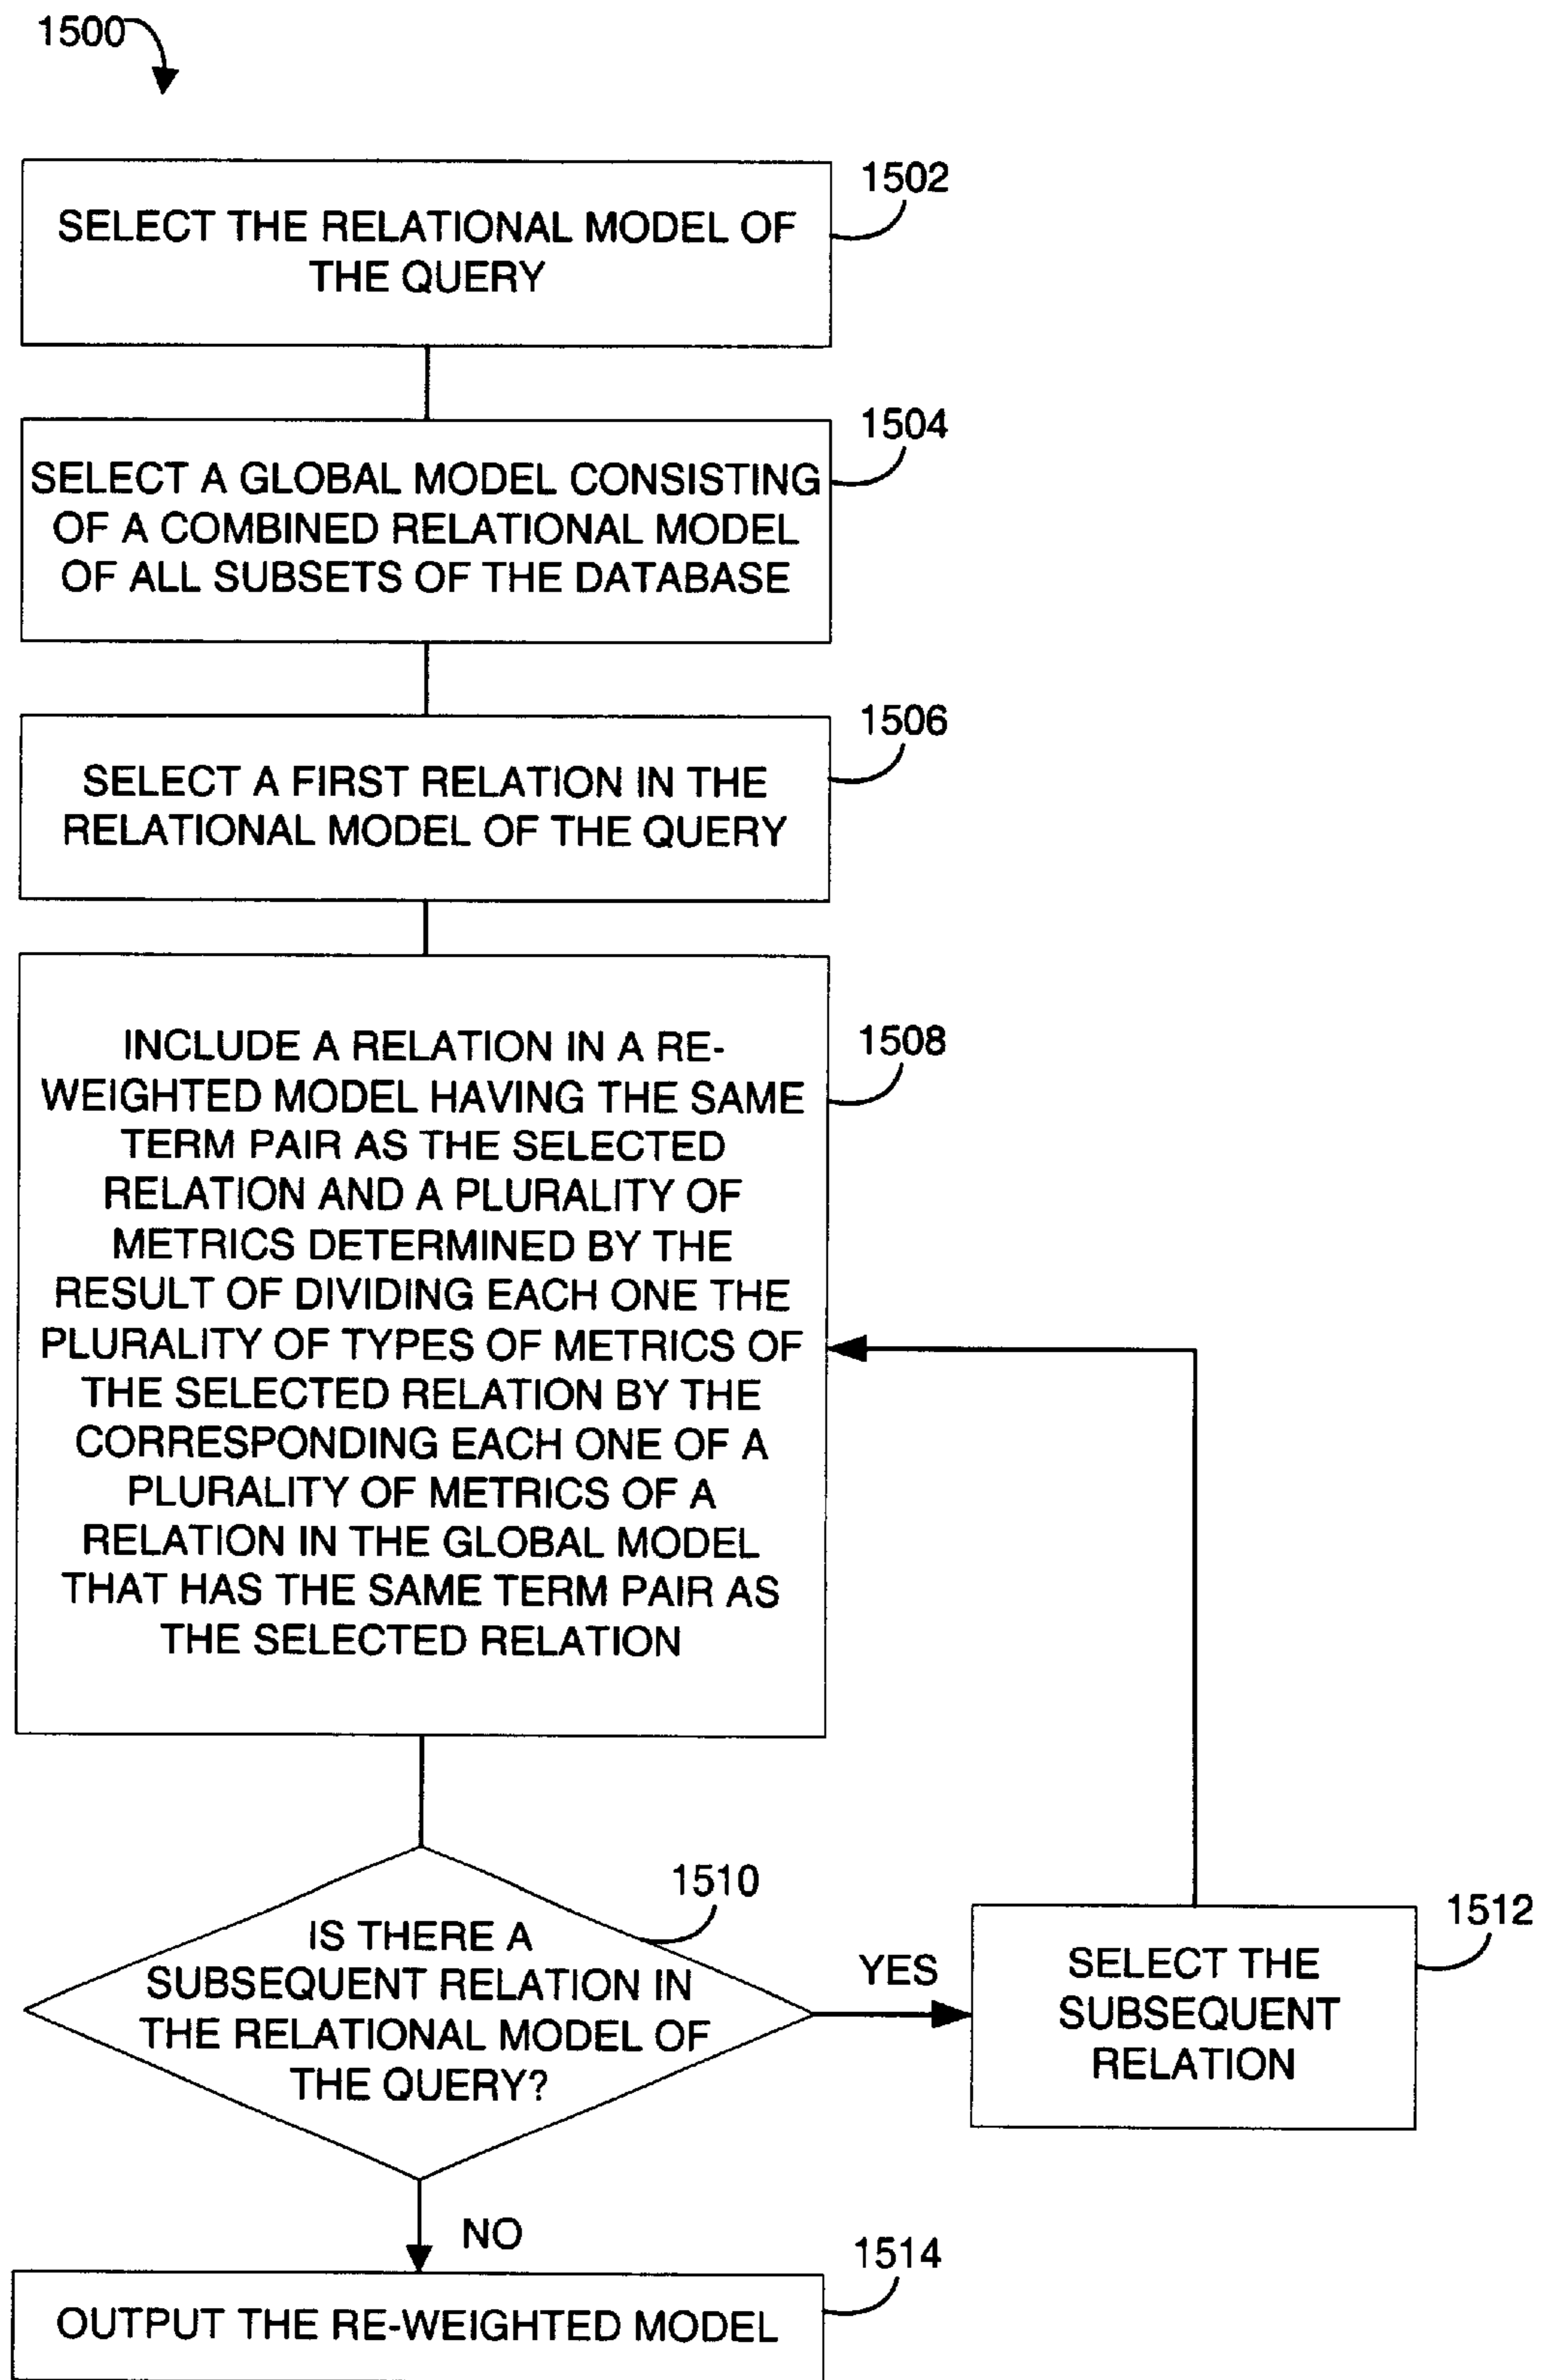 1500
1502
SELECT THE RELATIONAL MODEL OF
THE QUERY
1504
SELECT A GLOBAL MODEL CONSISTING
OF A COMBINED RELATIONAL MODEL
OF ALL SUBSETS OF THE DATABASE
1506
SELECT A FIRST RELATION IN THE
RELATIONAL MODEL OF THE QUERY
1508
INCLUDE A RELATION IN A RE-
WEIGHTED MODEL HAVING THE SAME
TERM PAIR AS THE SELECTED
RELATION AND A PLURALITY OF
METRICS DETERMINED BY THE
RESULT OF DIVIDING EACH ONE THE
PLURALITY OF TYPES OF METRICS OF
THE SELECTED RELATION BY THE
CORRESPONDING EACH ONE OF A
PLURALITY OF METRICS OF A
RELATION IN THE GLOBAL MODEL
THAT HAS THE SAME TERM PAIR AS
THE SELECTED RELATION
1510
IS THERE A
SUBSEQUENT RELATION IN
THE RELATIONAL MODEL OF
THE QUERY?
YES
1512
SELECT THE
SUBSEQUENT
RELATION
NO
1514
OUTPUT THE RE-WEIGHTED MODEL